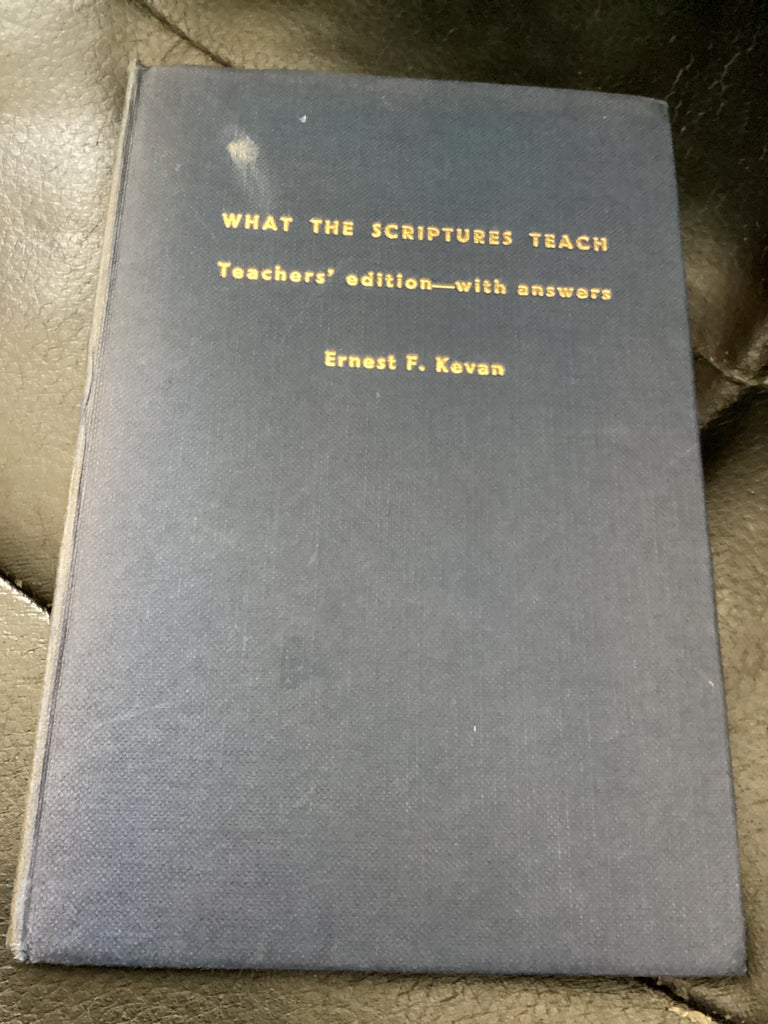 WHAT THE SCRIPTURES TEACH
Teachers' edition—with answers
Ernest F. Kevan